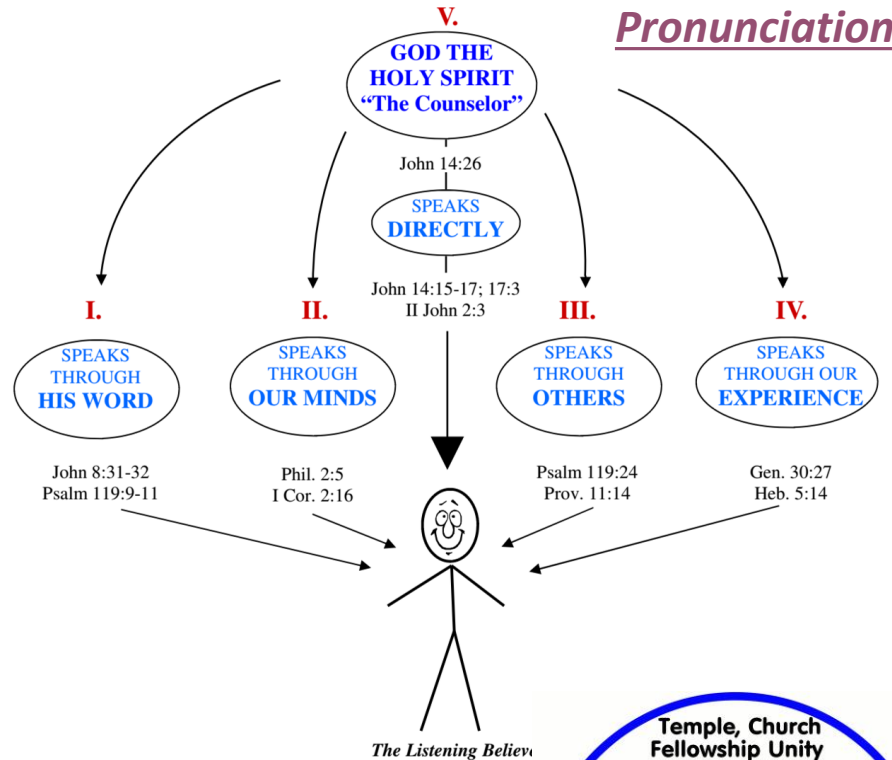 Pronunciation
V.
GOD THE
HOLY SPIRIT
“The Counselor”
John 14:26
SPEAKS
DIRECTLY
John 14:15-17; 17:3
II John 2:3
I.
SPEAKS
THROUGH
HIS WORD
John 8:31-32
Psalm 119:9-11
II.
SPEAKS
THROUGH
OUR MINDS
Phil. 2:5
I Cor. 2:16
III.
SPEAKS
THROUGH
OTHERS
Psalm 119:24
Prov. 11:14
IV.
SPEAKS
THROUGH OUR
EXPERIENCE
Gen. 30:27
Heb. 5:14
The Listening Believe
Temple, Church
Fellowship Unity